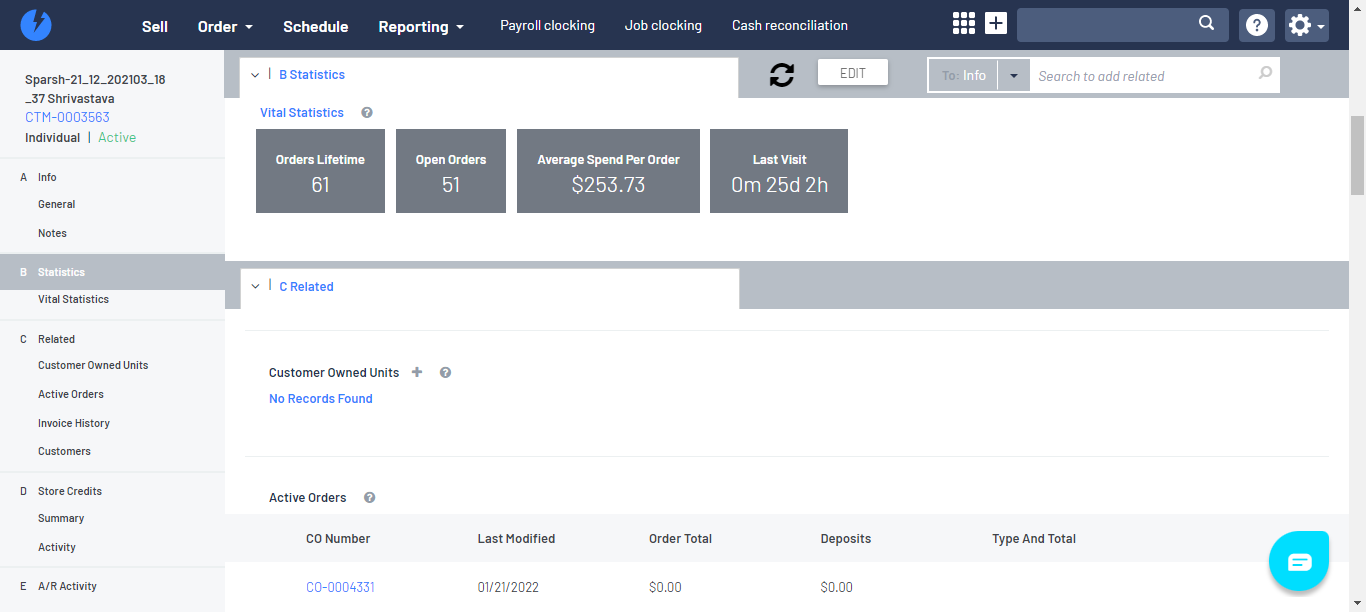 Sell Order Schedule Reporting Payroll clocking Job clocking Cash reconciliation
Sparsh-21_12_202103_18
_37 Shrivastava
CTM-0003563
Individual | Active
A Info
General
Notes
B Statistics
Vital Statistics
C Related
Customer Owned Units
Active Orders
Invoice History
Customers
D Store Credits
Summary
Activity
E A/R Activity
B Statistics
EDIT
To: Info
Search to add related
Vital Statistics
Orders Lifetime
61
Open Orders
51
Average Spend Per Order
$253.73
Last Visit
0m 25d 2h
C Related
Customer Owned Units
No Records Found
Active Orders
CO Number Last Modified Order Total Deposits Type And Total
CO-0004331 01/21/2022 $0.00 $0.00